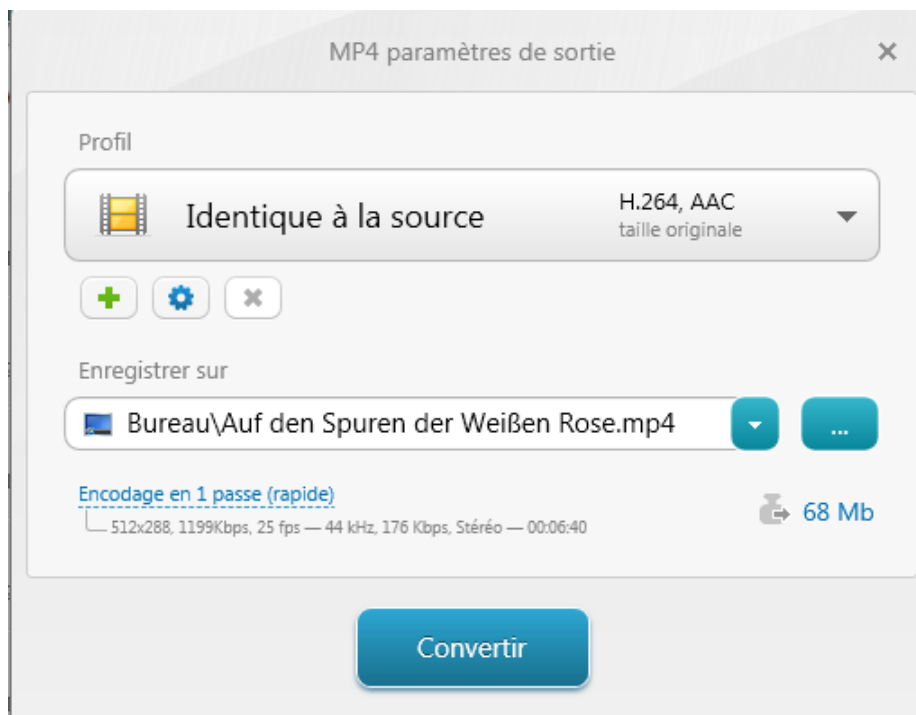 MP4 paramètres de sortie
Profil
Identique à la source
H.264, AAC
taille originale
Enregistrer sur
Bureau\Auf den Spuren der Weißen Rose.mp4
...
Encodage en 1 passe (rapide)
512x288, 1199Kbps, 25 fps — 44 kHz, 176 Kbps, Stéréo — 00:06:40
68 Mb
Convertir